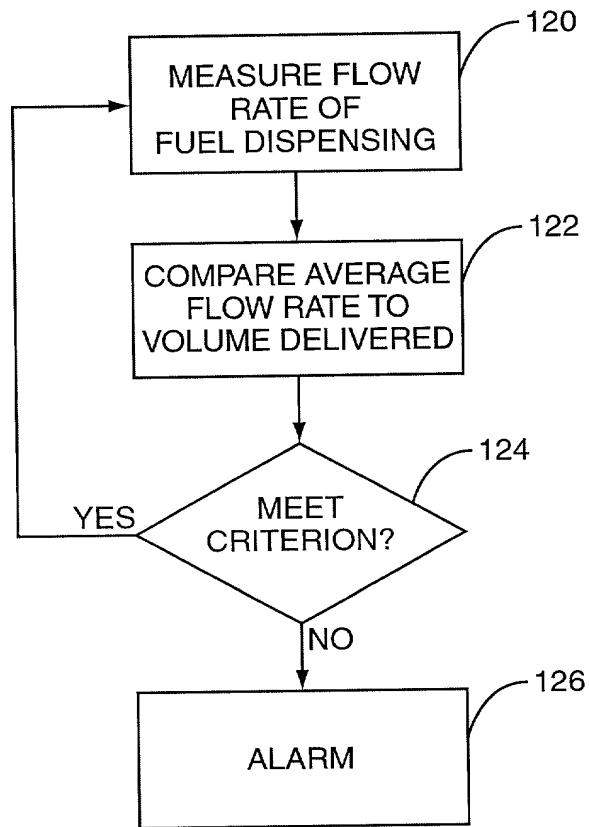 120
MEASURE FLOW
RATE OF
FUEL DISPENSING
122
COMPARE AVERAGE
FLOW RATE TO
VOLUME DELIVERED
124
YES
MEET
CRITERION?
NO
126
ALARM